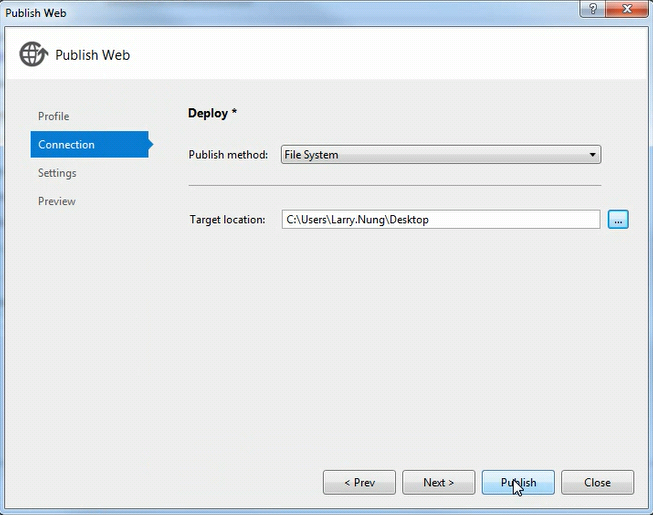 Publish Web
?
Publish Web
Profile
Connection
Settings
Preview
Deploy *
Publish method: File System
Target location: C:\Users\Larry.Nung\Desktop ...
< Prev Next > Publish Close